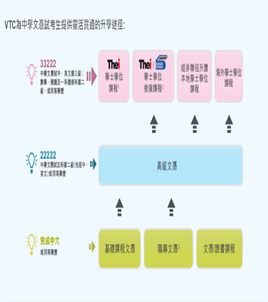 VTC為中學文憑試考生提供靈活貫通的升學途徑:
33222
中學文憑試中、英文達三級;
數學、通識及一科選修科達二
級,或同等學歷
Thei
學士學位
課程¹
Thei
學士學位
銜接課程²
經非聯招升讀
本地學士學位
課程
海外學士學位
課程
22222
中學文憑試五科達二級(包括中、
英文)或同等學歷
高級文憑
完成中六
或同等學歷
基礎課程文憑
職專文憑³
文憑/證書課程